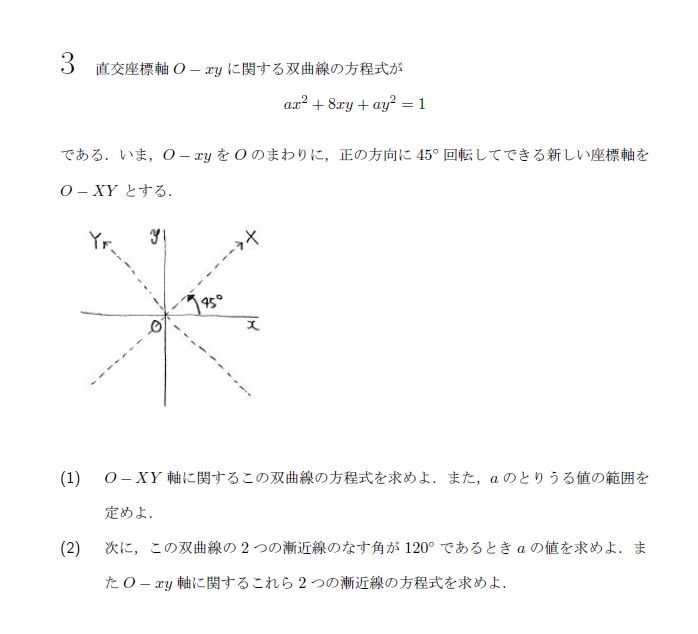 3 直交座標軸 O − xy に関する双曲線の方程式が
ax² + 8xy + ay² = 1
である．いま，O − xy を O のまわりに，正の方向に 45° 回転してできる新しい座標軸を
O − XY とする．
Y y X
45°
O x
(1) O − XY 軸に関するこの双曲線の方程式を求めよ．また，a のとりうる値の範囲を
定めよ．
(2) 次に，この双曲線の 2 つの漸近線のなす角が 120° であるとき a の値を求めよ．ま
た O − xy 軸に関するこれら 2 つの漸近線の方程式を求めよ．